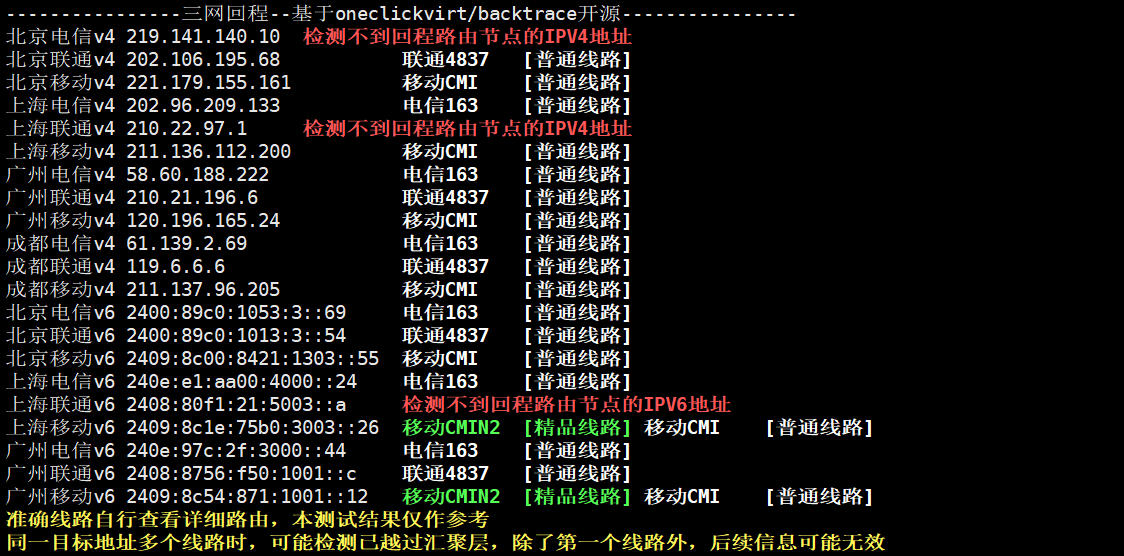 ----------------三网回程--基于oneclickvirt/backtrace开源----------------
北京电信v4 219.141.140.10 检测不到回程路由节点的IPV4地址
北京联通v4 202.106.195.68 联通4837 [普通线路]
北京移动v4 221.179.155.161 移动CMI [普通线路]
上海电信v4 202.96.209.133 电信163 [普通线路]
上海联通v4 210.22.97.1 检测不到回程路由节点的IPV4地址
上海移动v4 211.136.112.200 移动CMI [普通线路]
广州电信v4 58.60.188.222 电信163 [普通线路]
广州联通v4 210.21.196.6 联通4837 [普通线路]
广州移动v4 120.196.165.24 移动CMI [普通线路]
成都电信v4 61.139.2.69 电信163 [普通线路]
成都联通v4 119.6.6.6 联通4837 [普通线路]
成都移动v4 211.137.96.205 移动CMI [普通线路]
北京电信v6 2400:89c0:1053:3::69 电信163 [普通线路]
北京联通v6 2400:89c0:1013:3::54 联通4837 [普通线路]
北京移动v6 2409:8c00:8421:1303::55 移动CMI [普通线路]
上海电信v6 240e:e1:aa00:4000::24 电信163 [普通线路]
上海联通v6 2408:80f1:21:5003::a 检测不到回程路由节点的IPV6地址
上海移动v6 2409:8c1e:75b0:3003::26 移动CMIN2 [精品线路] 移动CMI [普通线路]
广州电信v6 240e:97c:2f:3000::44 电信163 [普通线路]
广州联通v6 2408:8756:f50:1001::c 联通4837 [普通线路]
广州移动v6 2409:8c54:871:1001::12 移动CMIN2 [精品线路] 移动CMI [普通线路]
准确线路自行查看详细路由，本测试结果仅作参考
同一目标地址多个线路时，可能检测已越过汇聚层，除了第一个线路外，后续信息可能无效